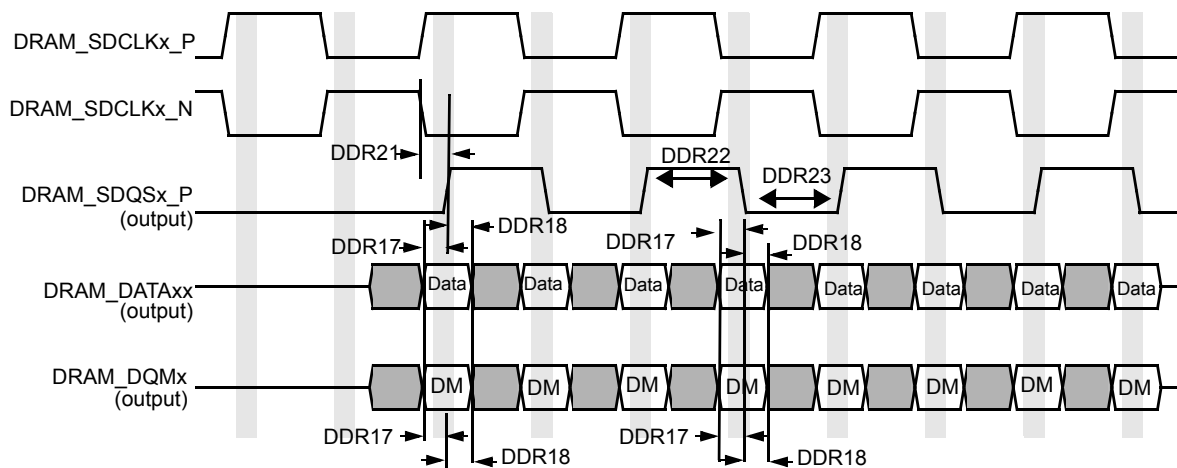 DRAM_SDCLKx_P
DRAM_SDCLKx_N
DDR21
DDR22
DDR23
DRAM_SDQSx_P
(output)
DDR17
DDR18
DDR17
DDR18
DRAM_DATAxx
(output)
Data Data Data Data Data Data Data Data
DRAM_DQMx
(output)
DM DM DM DM DM DM DM DM
DDR17
DDR18
DDR17
DDR18